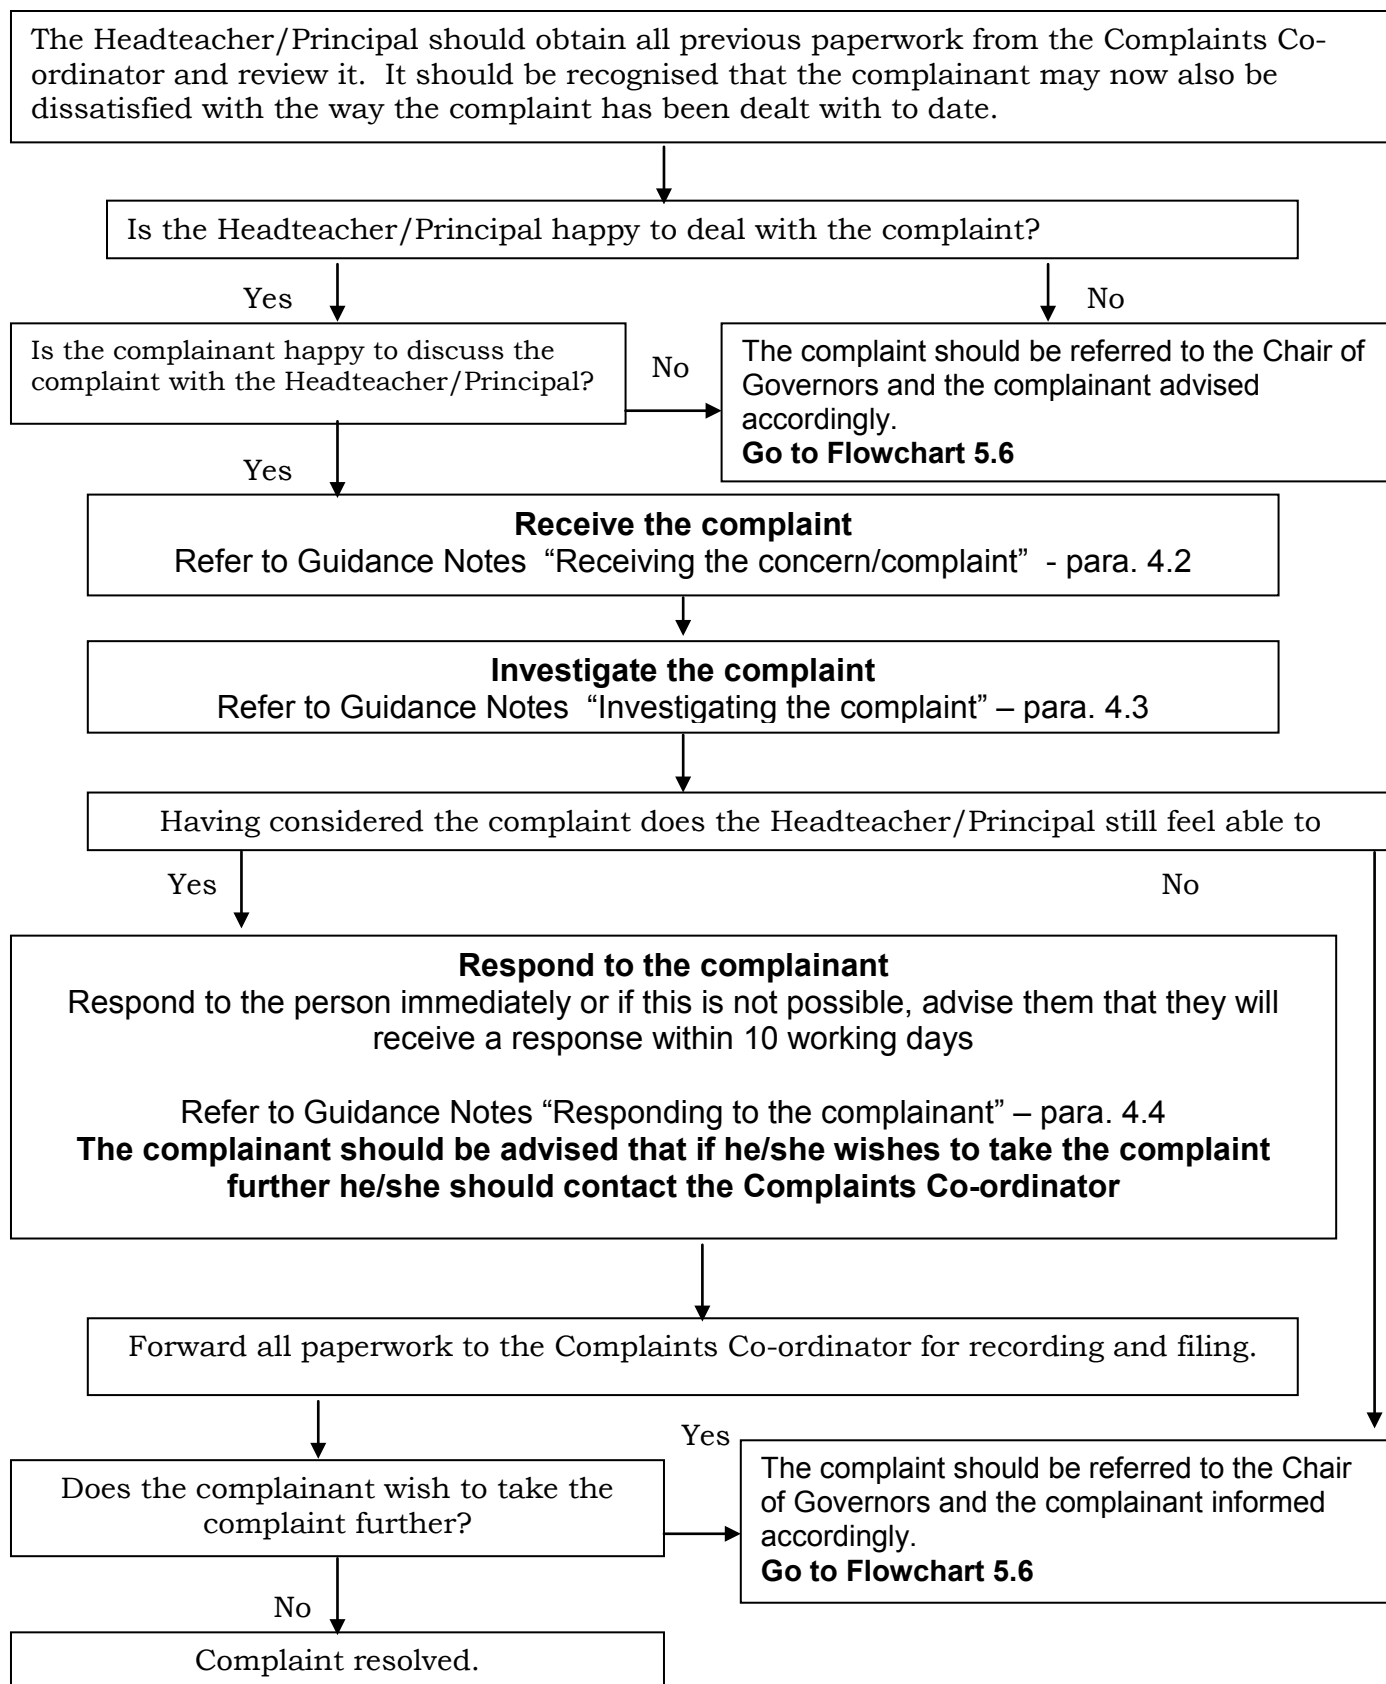 The Headteacher/Principal should obtain all previous paperwork from the Complaints Co-
ordinator and review it.  It should be recognised that the complainant may now also be
dissatisfied with the way the complaint has been dealt with to date.
Is the Headteacher/Principal happy to deal with the complaint?
Yes
No
Is the complainant happy to discuss the
complaint with the Headteacher/Principal?
No
The complaint should be referred to the Chair of
Governors and the complainant advised
accordingly.
Go to Flowchart 5.6
Yes
Receive the complaint
Refer to Guidance Notes  “Receiving the concern/complaint”  - para. 4.2
Investigate the complaint
Refer to Guidance Notes  “Investigating the complaint” – para. 4.3
Having considered the complaint does the Headteacher/Principal still feel able to
Yes
No
Respond to the complainant
Respond to the person immediately or if this is not possible, advise them that they will
receive a response within 10 working days
Refer to Guidance Notes “Responding to the complainant” – para. 4.4
The complainant should be advised that if he/she wishes to take the complaint
further he/she should contact the Complaints Co-ordinator
Forward all paperwork to the Complaints Co-ordinator for recording and filing.
Yes
Does the complainant wish to take the
complaint further?
The complaint should be referred to the Chair
of Governors and the complainant informed
accordingly.
Go to Flowchart 5.6
No
Complaint resolved.